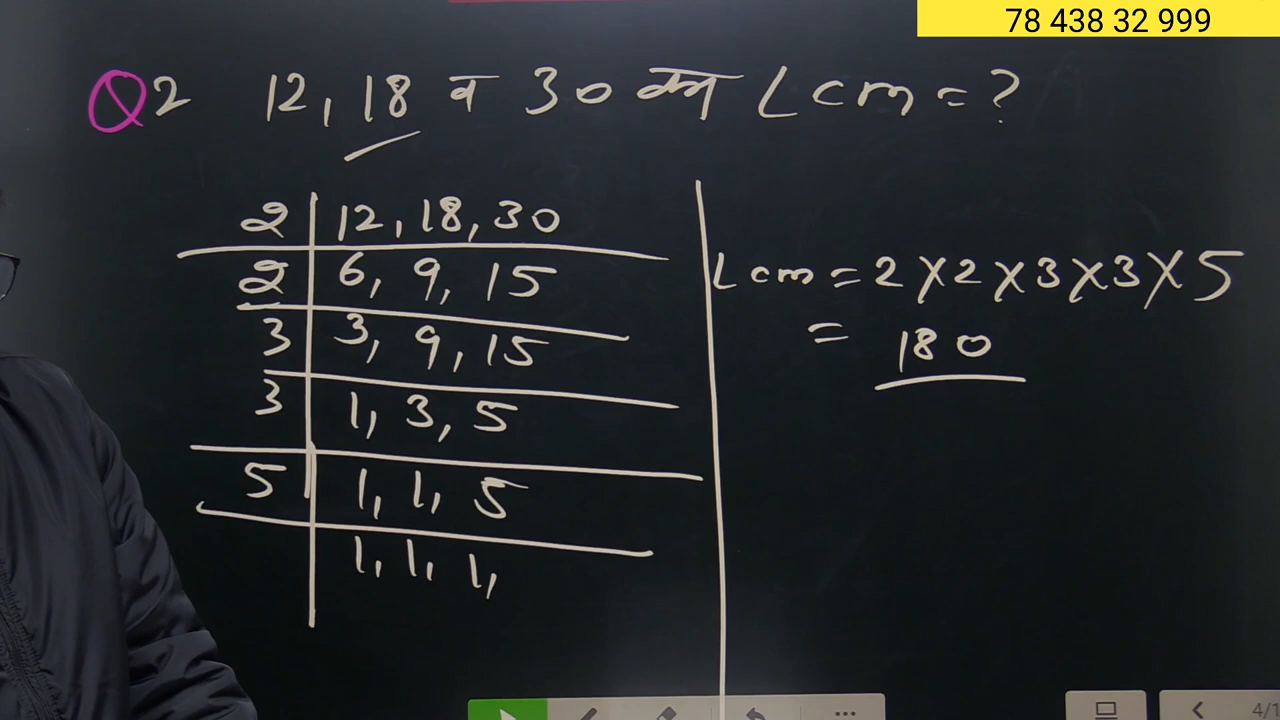 78 438 32 999
Q2 12, 18 व 30 का Lcm = ?
2 | 12, 18, 30
2 | 6, 9, 15
3 | 3, 9, 15
3 | 1, 3, 5
5 | 1, 1, 5
1, 1, 1,
Lcm = 2 X 2 X 3 X 3 X 5
= 180
4/1